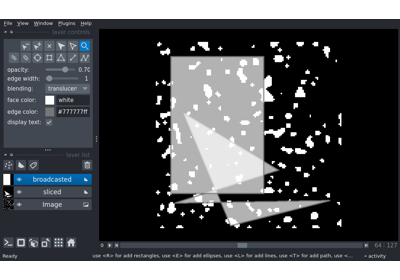 File View Window Plugins Help
layer controls
opacity: 0.70
edge width: 1
blending: translucen
face color: white
edge color: #777777ff
display text:
layer list
broadcasted
sliced
Image
0 64 127
Ready use <R> for add rectangles, use <E> for add ellipses, use <L> for add lines, use <T> for add path, use <... activity